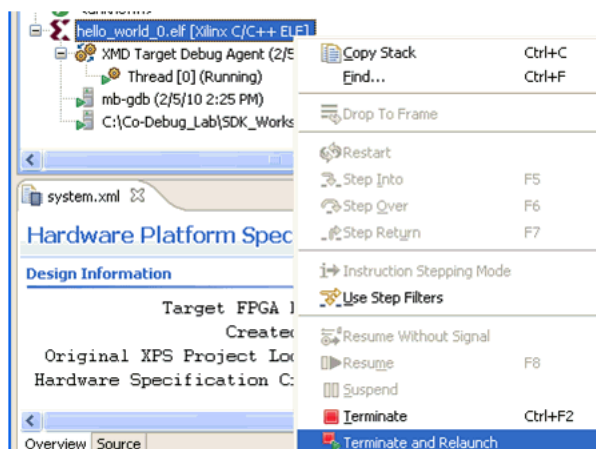 hello_world_0.elf [Xilinx C/C++ ELF]
XMD Target Debug Agent (2/5
Thread [0] (Running)
mb-gdb (2/5/10 2:25 PM)
C:\Co-Debug_Lab\SDK_Works
system.xml
Hardware Platform Spec
Design Information
Target FPGA
Created
Original XPS Project Loc
Hardware Specification C
Overview Source
Copy Stack Ctrl+C
Find... Ctrl+F
Drop To Frame
Restart
Step Into F5
Step Over F6
Step Return F7
Instruction Stepping Mode
Use Step Filters
Resume Without Signal
Resume F8
Suspend
Terminate Ctrl+F2
Terminate and Relaunch